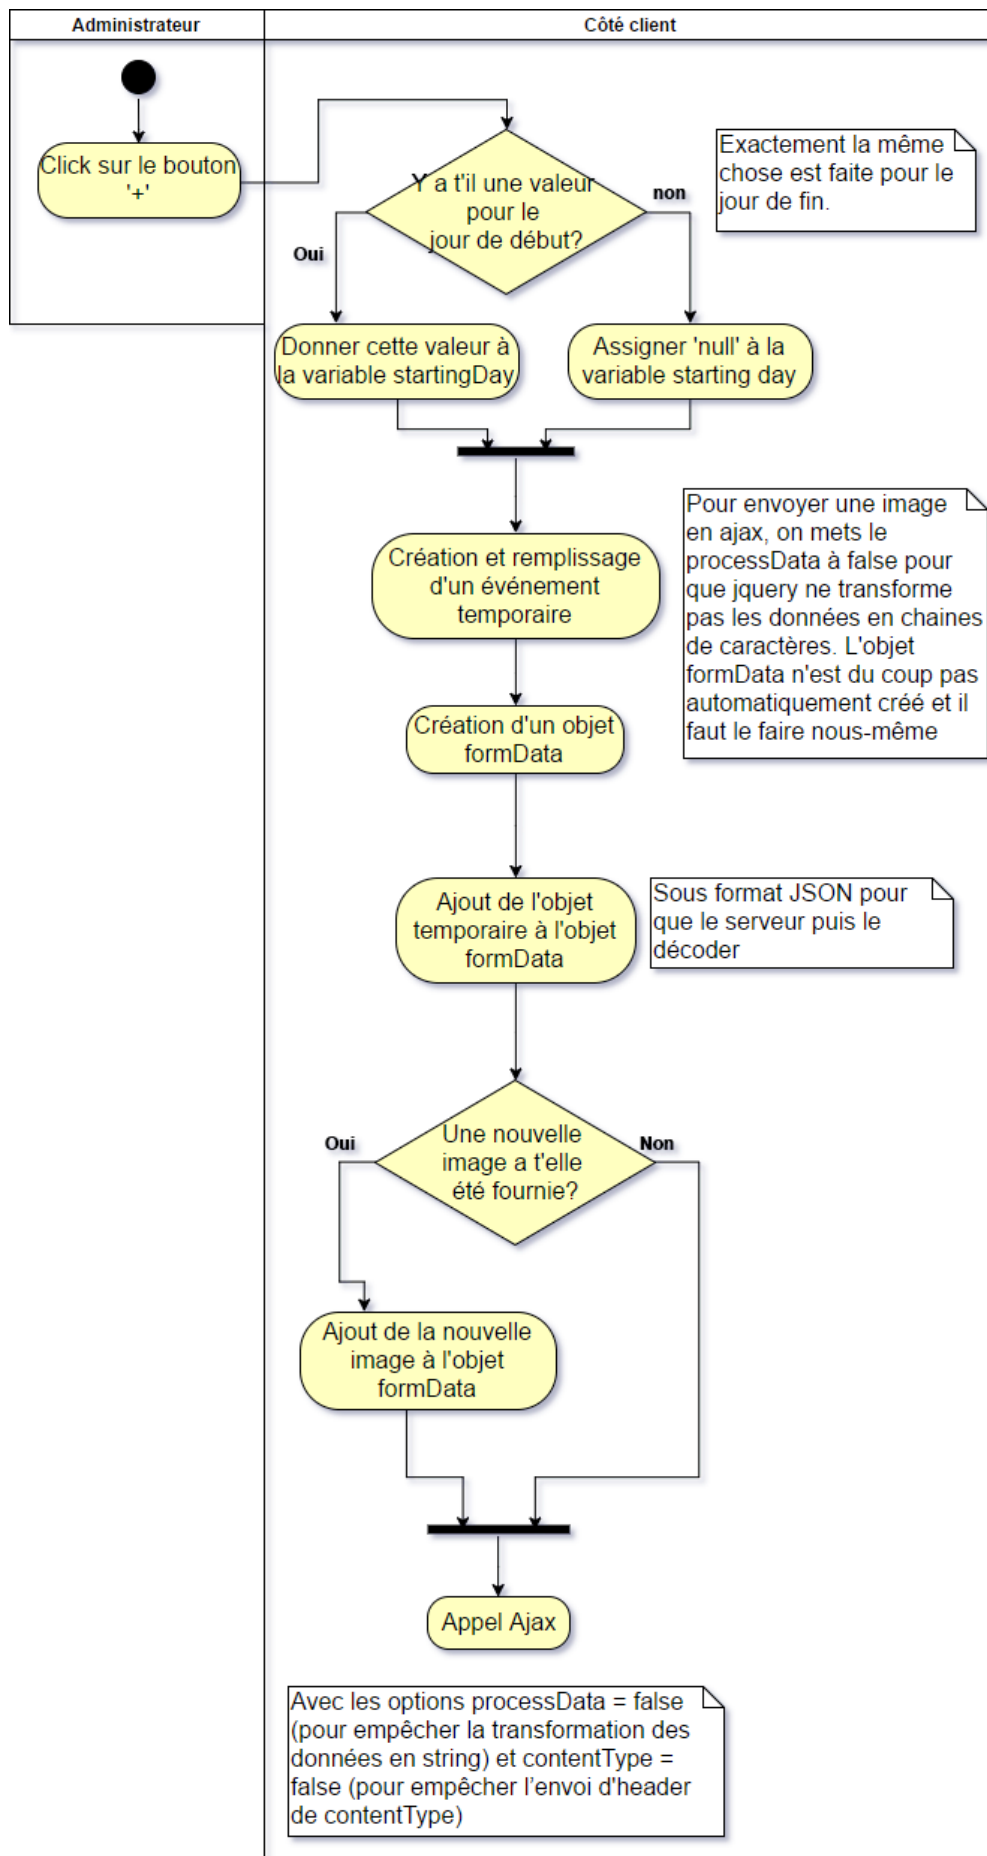 Administrateur
Côté client
Click sur le bouton
'+'
Y a t'il une valeur
pour le
jour de début?
non
Oui
Exactement la même
chose est faite pour le
jour de fin.
Donner cette valeur à
la variable startingDay
Assigner 'null' à la
variable starting day
Création et remplissage
d'un événement
temporaire
Pour envoyer une image
en ajax, on mets le
processData à false pour
que jquery ne transforme
pas les données en chaines
de caractères. L'objet
formData n'est du coup pas
automatiquement créé et il
faut le faire nous-même
Création d'un objet
formData
Ajout de l'objet
temporaire à l'objet
formData
Sous format JSON pour
que le serveur puis le
décoder
Oui
Une nouvelle
image a t'elle
été fournie?
Non
Ajout de la nouvelle
image à l'objet
formData
Appel Ajax
Avec les options processData = false
(pour empêcher la transformation des
données en string) et contentType =
false (pour empêcher l’envoi d'header
de contentType)